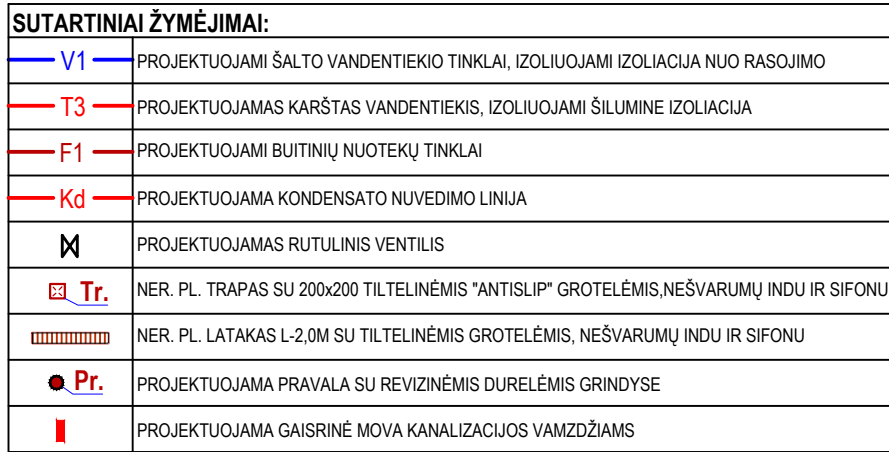 SUTARTINIAI ŽYMĖJIMAI:
V1 PROJEKTUOJAMI ŠALTO VANDENTIEKIO TINKLAI, IZOLIUOJAMI IZOLIACIJA NUO RASOJIMO
T3 PROJEKTUOJAMAS KARŠTAS VANDENTIEKIS, IZOLIUOJAMI ŠILUMINE IZOLIACIJA
F1 PROJEKTUOJAMI BUITINIŲ NUOTEKŲ TINKLAI
Kd PROJEKTUOJAMA KONDENSATO NUVEDIMO LINIJA
PROJEKTUOJAMAS RUTULINIS VENTILIS
Tr. NER. PL. TRAPAS SU 200x200 TILTELINĖMIS "ANTISLIP" GROTELĖMIS,NEŠVARUMŲ INDU IR SIFONU
NER. PL. LATAKAS L-2,0M SU TILTELINĖMIS GROTELĖMIS, NEŠVARUMŲ INDU IR SIFONU
Pr. PROJEKTUOJAMA PRAVALA SU REVIZINĖMIS DURELĖMIS GRINDYSE
PROJEKTUOJAMA GAISRINĖ MOVA KANALIZACIJOS VAMZDŽIAMS